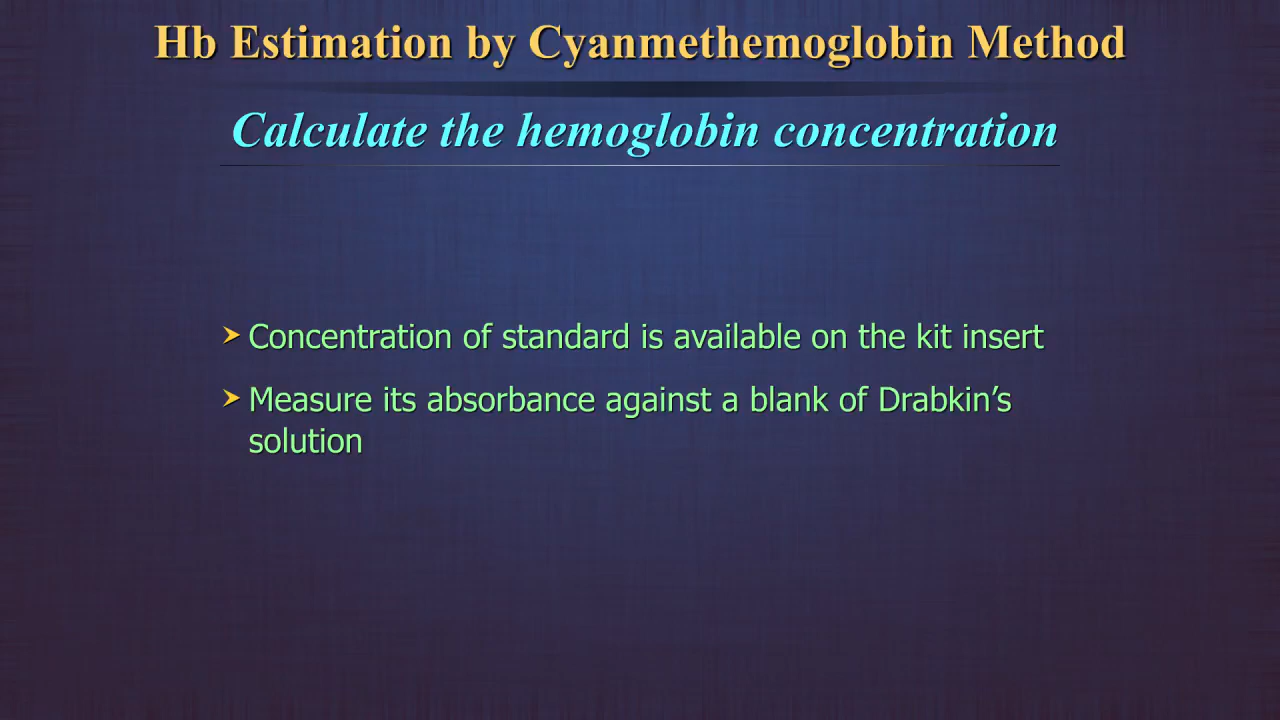 Hb Estimation by Cyanmethemoglobin Method
Calculate the hemoglobin concentration
➤ Concentration of standard is available on the kit insert
➤ Measure its absorbance against a blank of Drabkin’s
solution